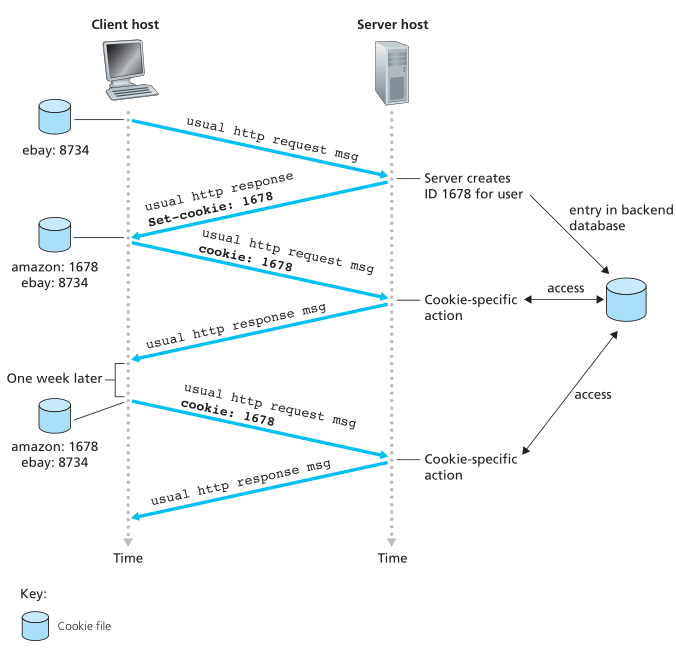 Client host
Server host
ebay: 8734
usual http request msg
Server creates
ID 1678 for user
usual http response
Set-cookie: 1678
entry in backend
database
amazon: 1678
ebay: 8734
usual http request msg
cookie: 1678
access
Cookie-specific
action
usual http response msg
One week later
access
usual http request msg
cookie: 1678
amazon: 1678
ebay: 8734
Cookie-specific
action
usual http response msg
Time
Time
Key:
Cookie file